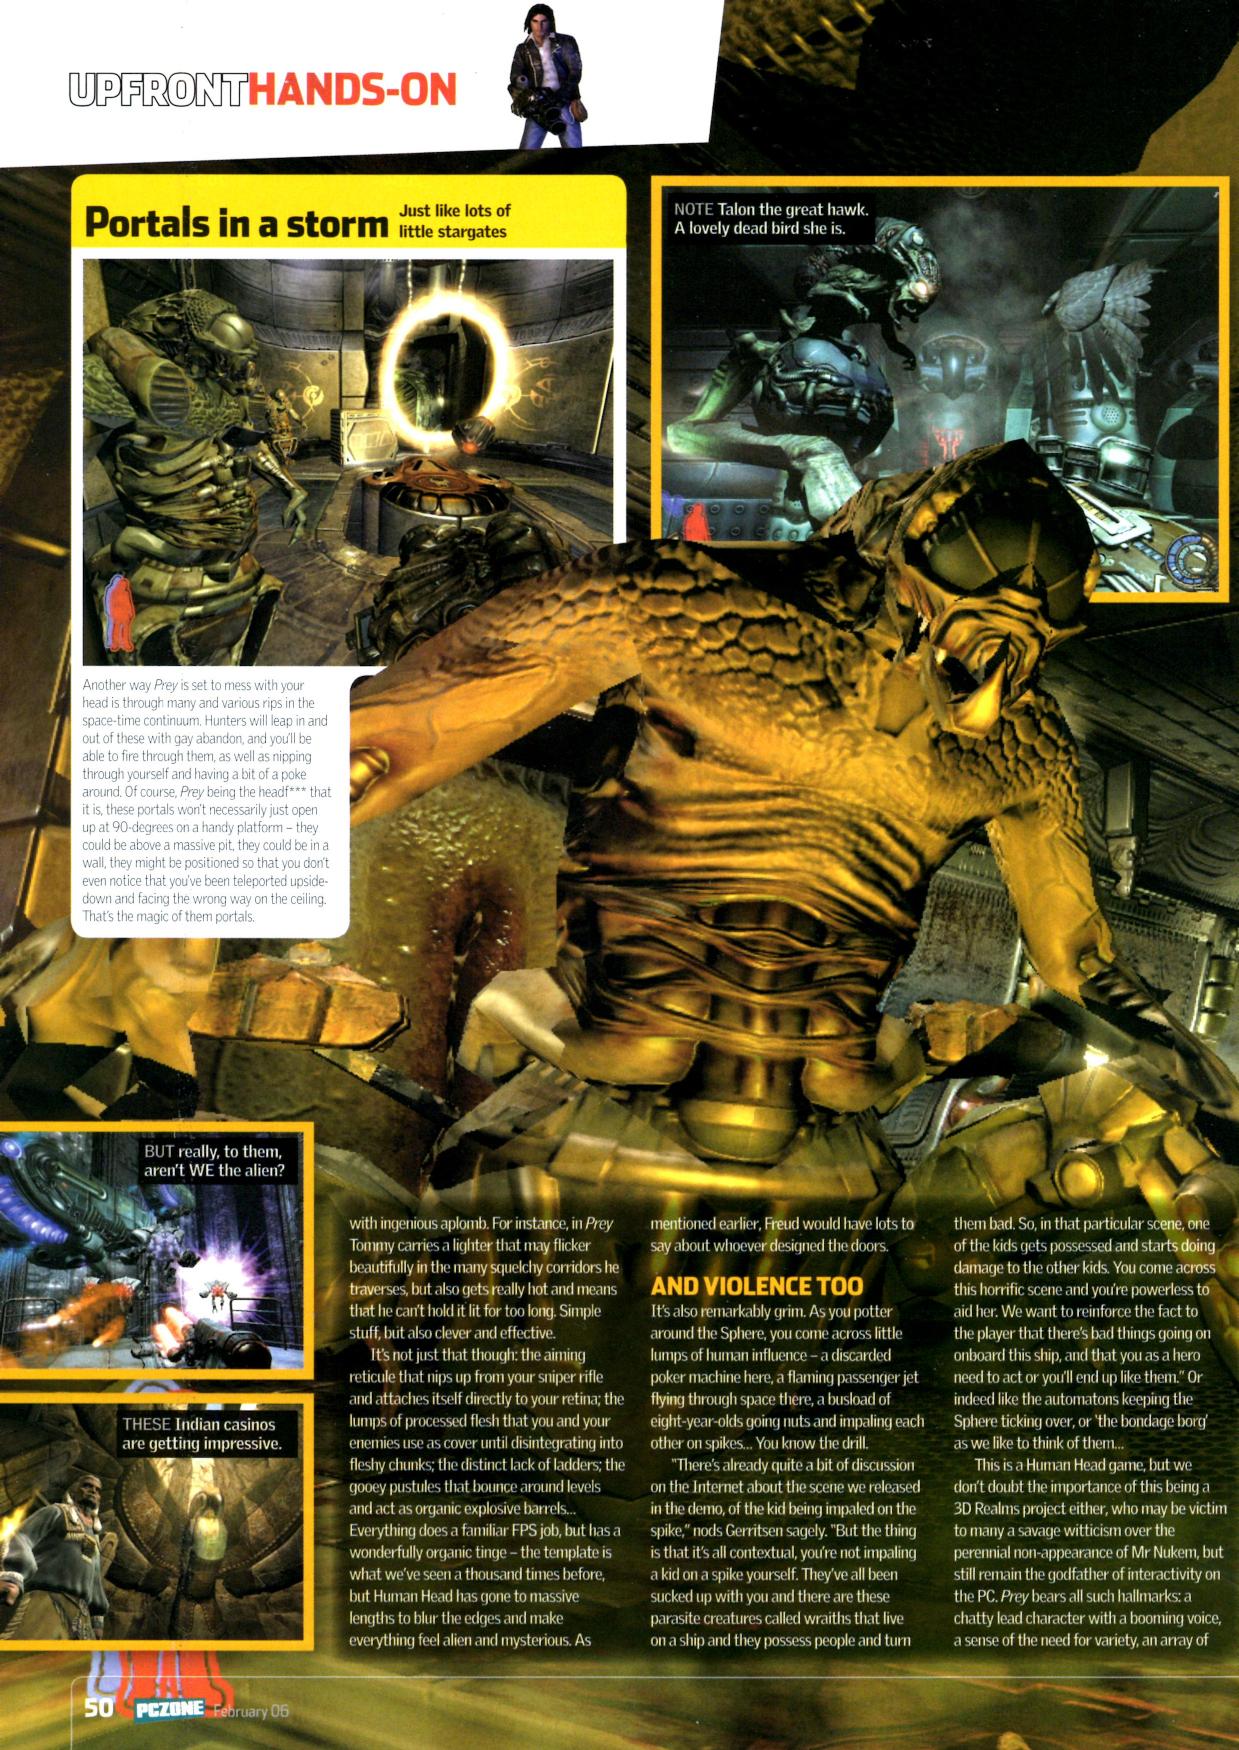 UPFRONTHANDS-ON
Portals in a storm
Just like lots of
little stargates
NOTE Talon the great hawk.
A lovely dead bird she is.
Another way Prey is set to mess with your
head is through many and various rips in the
space-time continuum. Hunters will leap in and
out of these with gay abandon, and you'll be
able to fire through them, as well as nipping
through yourself and having a bit of a poke
around. Of course, Prey being the headf*** that
it is, these portals won't necessarily just open
up at 90-degrees on a handy platform – they
could be above a massive pit, they could be in a
wall, they might be positioned so that you don't
even notice that you've been teleported upside-
down and facing the wrong way on the ceiling.
That's the magic of them portals.
BUT really, to them,
aren't WE the alien?
THESE Indian casinos
are getting impressive.
with ingenious aplomb. For instance, in Prey
Tommy carries a lighter that may flicker
beautifully in the many squelchy corridors he
traverses, but also gets really hot and means
that he can't hold it lit for too long. Simple
stuff, but also clever and effective.
It's not just that though: the aiming
reticule that nips up from your sniper rifle
and attaches itself directly to your retina; the
lumps of processed flesh that you and your
enemies use as cover until disintegrating into
fleshy chunks; the distinct lack of ladders; the
gooey pustules that bounce around levels
and act as organic explosive barrels...
Everything does a familiar FPS job, but has a
wonderfully organic tinge – the template is
what we've seen a thousand times before,
but Human Head has gone to massive
lengths to blur the edges and make
everything feel alien and mysterious. As
mentioned earlier, Freud would have lots to
say about whoever designed the doors.
AND VIOLENCE TOO
It's also remarkably grim. As you potter
around the Sphere, you come across little
lumps of human influence – a discarded
poker machine here, a flaming passenger jet
flying through space there, a busload of
eight-year-olds going nuts and impaling each
other on spikes... You know the drill.
"There's already quite a bit of discussion
on the Internet about the scene we released
in the demo, of the kid being impaled on the
spike," nods Gerritsen sagely. "But the thing
is that it's all contextual, you're not impaling
a kid on a spike yourself. They've all been
sucked up with you and there are these
parasite creatures called wraiths that live
on a ship and they possess people and turn
them bad. So, in that particular scene, one
of the kids gets possessed and starts doing
damage to the other kids. You come across
this horrific scene and you're powerless to
aid her. We want to reinforce the fact to
the player that there's bad things going on
onboard this ship, and that you as a hero
need to act or you'll end up like them." Or
indeed like the automatons keeping the
Sphere ticking over, or 'the bondage borg'
as we like to think of them...
This is a Human Head game, but we
don't doubt the importance of this being a
3D Realms project either, who may be victim
to many a savage witticism over the
perennial non-appearance of Mr Nukem, but
still remain the godfather of interactivity on
the PC. Prey bears all such hallmarks: a
chatty lead character with a booming voice,
a sense of the need for variety, an array of
50 PCZONE February 06